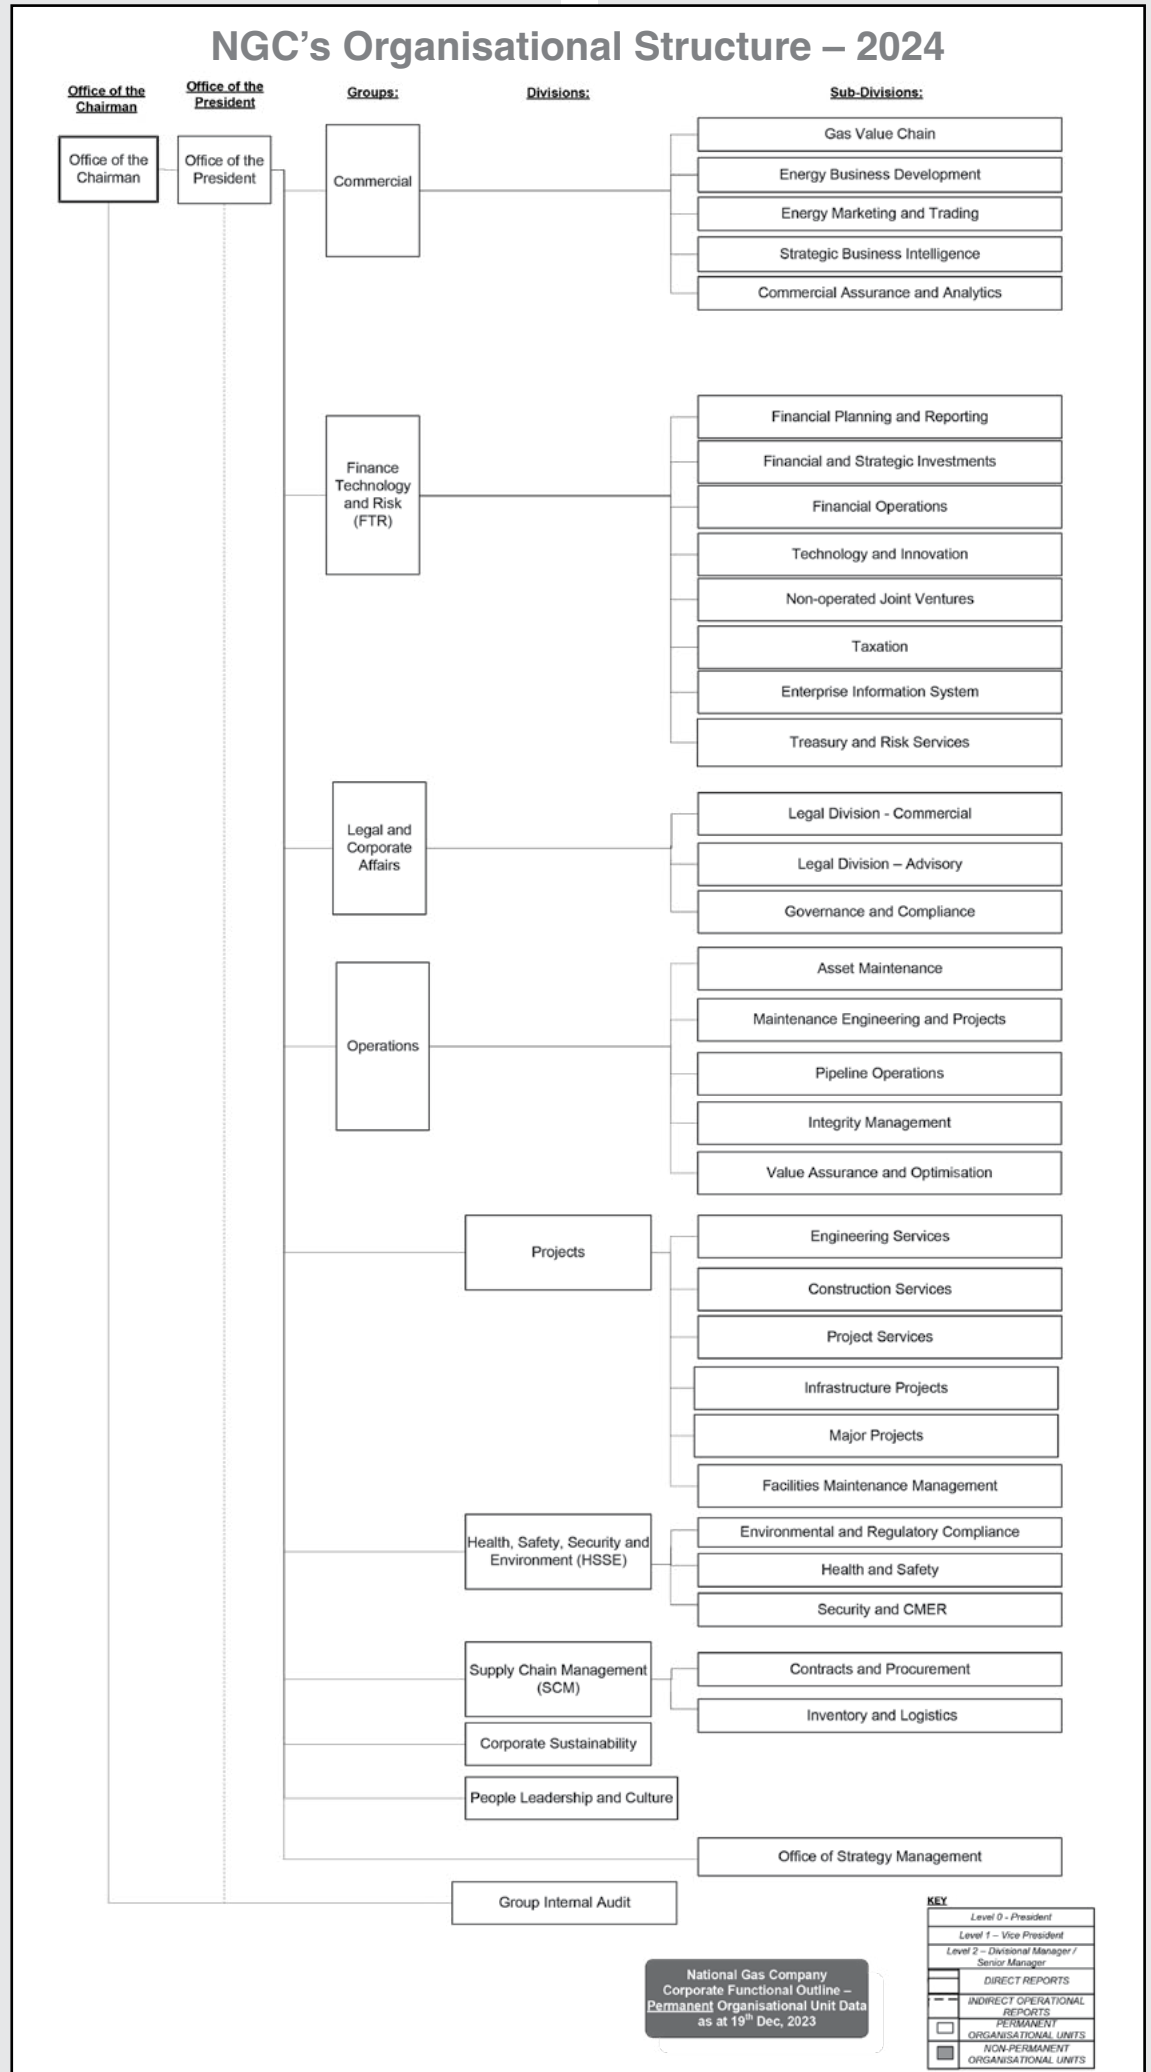 NGC’s Organisational Structure – 2024
Office of the
Chairman
Office of the
President
Groups:
Divisions:
Sub-Divisions:
Office of the
Chairman
Office of the
President
Commercial
Gas Value Chain
Energy Business Development
Energy Marketing and Trading
Strategic Business Intelligence
Commercial Assurance and Analytics
Finance
Technology
and Risk
(FTR)
Financial Planning and Reporting
Financial and Strategic Investments
Financial Operations
Technology and Innovation
Non-operated Joint Ventures
Taxation
Enterprise Information System
Treasury and Risk Services
Legal and
Corporate
Affairs
Legal Division - Commercial
Legal Division – Advisory
Governance and Compliance
Operations
Asset Maintenance
Maintenance Engineering and Projects
Pipeline Operations
Integrity Management
Value Assurance and Optimisation
Projects
Engineering Services
Construction Services
Project Services
Infrastructure Projects
Major Projects
Facilities Maintenance Management
Health, Safety, Security and
Environment (HSSE)
Environmental and Regulatory Compliance
Health and Safety
Security and CMER
Supply Chain Management
(SCM)
Contracts and Procurement
Inventory and Logistics
Corporate Sustainability
People Leadership and Culture
Office of Strategy Management
Group Internal Audit
National Gas Company
Corporate Functional Outline –
Permanent Organisational Unit Data
as at 19th Dec, 2023
KEY
Level 0 - President
Level 1 – Vice President
Level 2 – Divisional Manager /
Senior Manager
DIRECT REPORTS
INDIRECT OPERATIONAL
REPORTS
PERMANENT
ORGANISATIONAL UNITS
NON-PERMANENT
ORGANISATIONAL UNITS